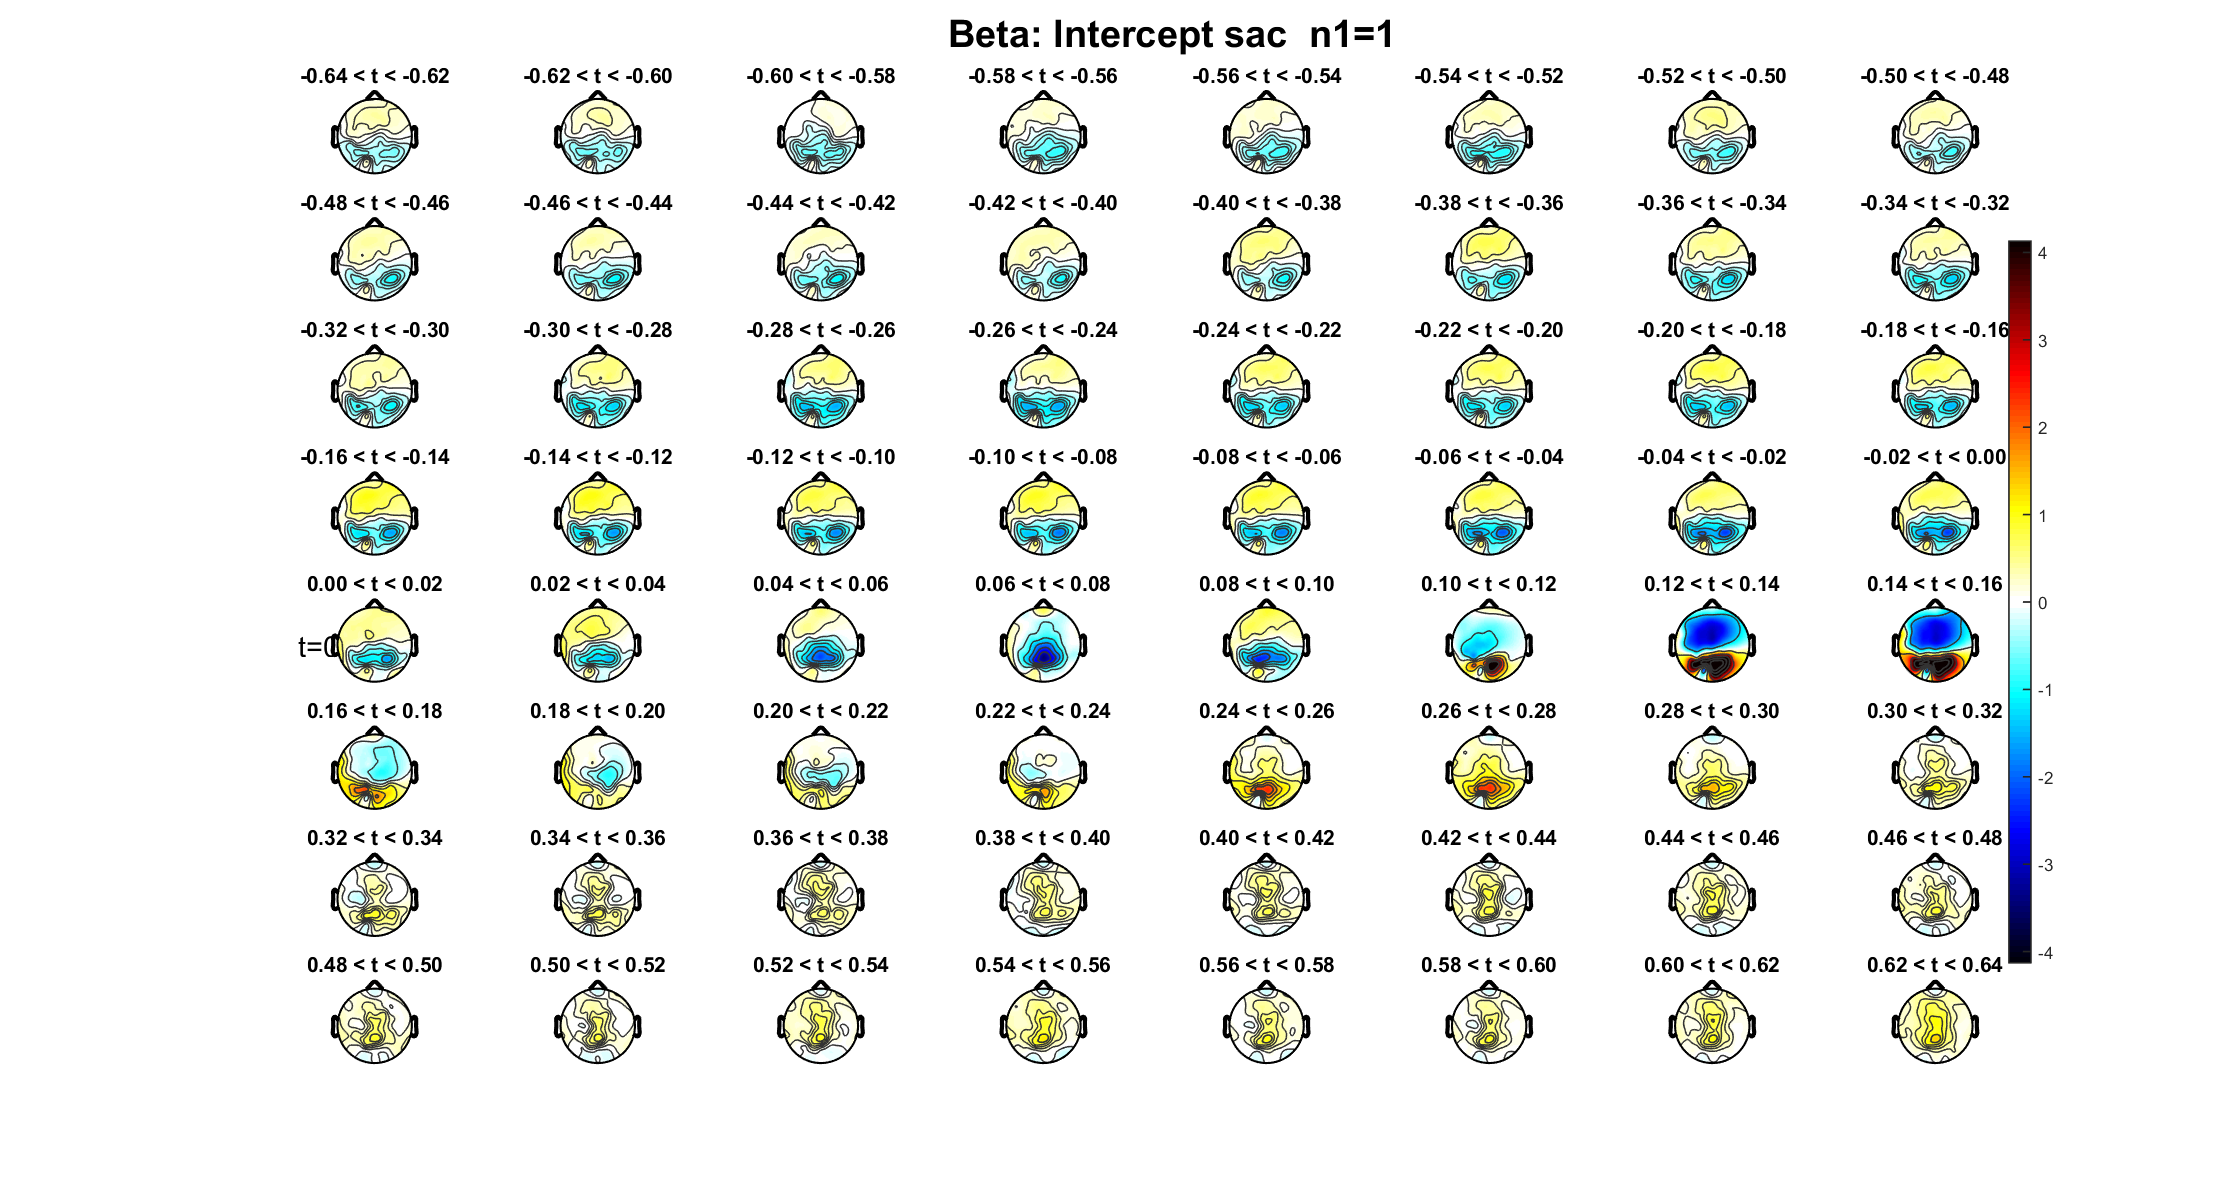 Beta: Intercept sac n1=1
-0.64 < t < -0.62 -0.62 < t < -0.60 -0.60 < t < -0.58 -0.58 < t < -0.56 -0.56 < t < -0.54 -0.54 < t < -0.52 -0.52 < t < -0.50 -0.50 < t < -0.48
-0.48 < t < -0.46 -0.46 < t < -0.44 -0.44 < t < -0.42 -0.42 < t < -0.40 -0.40 < t < -0.38 -0.38 < t < -0.36 -0.36 < t < -0.34 -0.34 < t < -0.32
-0.32 < t < -0.30 -0.30 < t < -0.28 -0.28 < t < -0.26 -0.26 < t < -0.24 -0.24 < t < -0.22 -0.22 < t < -0.20 -0.20 < t < -0.18 -0.18 < t < -0.16
-0.16 < t < -0.14 -0.14 < t < -0.12 -0.12 < t < -0.10 -0.10 < t < -0.08 -0.08 < t < -0.06 -0.06 < t < -0.04 -0.04 < t < -0.02 -0.02 < t < 0.00
0.00 < t < 0.02 0.02 < t < 0.04 0.04 < t < 0.06 0.06 < t < 0.08 0.08 < t < 0.10 0.10 < t < 0.12 0.12 < t < 0.14 0.14 < t < 0.16
t=0
0.16 < t < 0.18 0.18 < t < 0.20 0.20 < t < 0.22 0.22 < t < 0.24 0.24 < t < 0.26 0.26 < t < 0.28 0.28 < t < 0.30 0.30 < t < 0.32
0.32 < t < 0.34 0.34 < t < 0.36 0.36 < t < 0.38 0.38 < t < 0.40 0.40 < t < 0.42 0.42 < t < 0.44 0.44 < t < 0.46 0.46 < t < 0.48
0.48 < t < 0.50 0.50 < t < 0.52 0.52 < t < 0.54 0.54 < t < 0.56 0.56 < t < 0.58 0.58 < t < 0.60 0.60 < t < 0.62 0.62 < t < 0.64
4
3
2
1
0
-1
-2
-3
-4